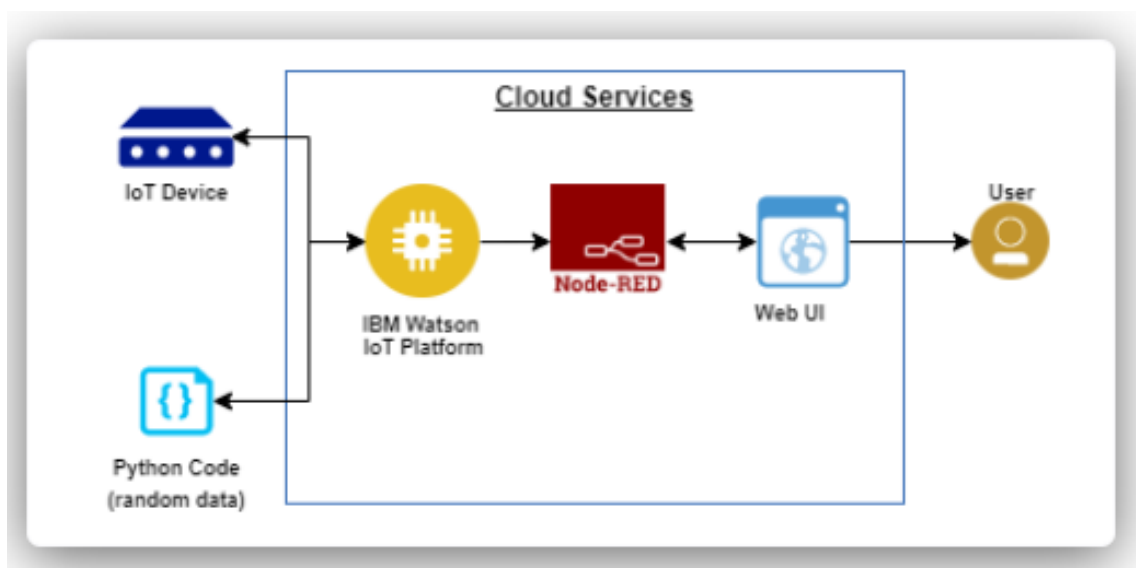 Cloud Services
IoT Device
User
Node-RED
Web UI
IBM Watson
IoT Platform
{}
Python Code
(random data)